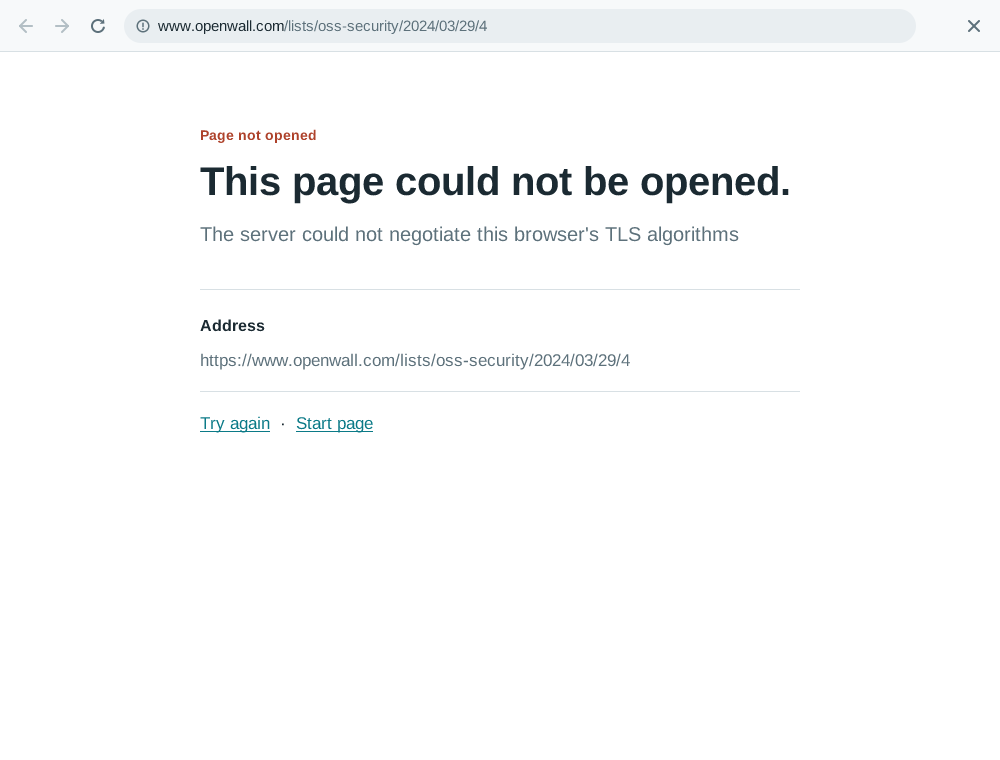 www.openwall.com/lists/oss-security/2024/03/29/4
Page not opened
This page could not be opened.
The server could not negotiate this browser's TLS algorithms
Address
https://www.openwall.com/lists/oss-security/2024/03/29/4
Try again · Start page